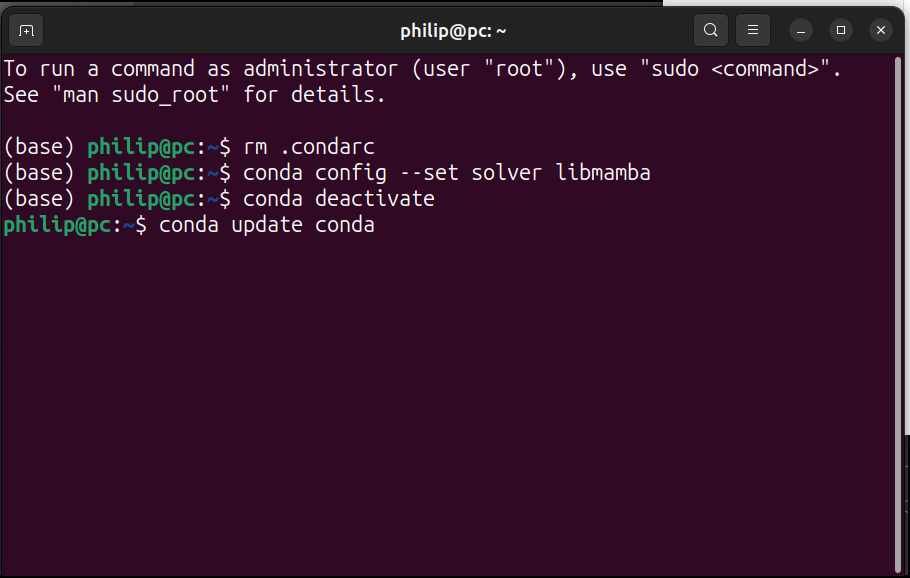 philip@pc: ~
To run a command as administrator (user "root"), use "sudo <command>".
See "man sudo_root" for details.
(base) philip@pc:~$ rm .condarc
(base) philip@pc:~$ conda config --set solver libmamba
(base) philip@pc:~$ conda deactivate
philip@pc:~$ conda update conda